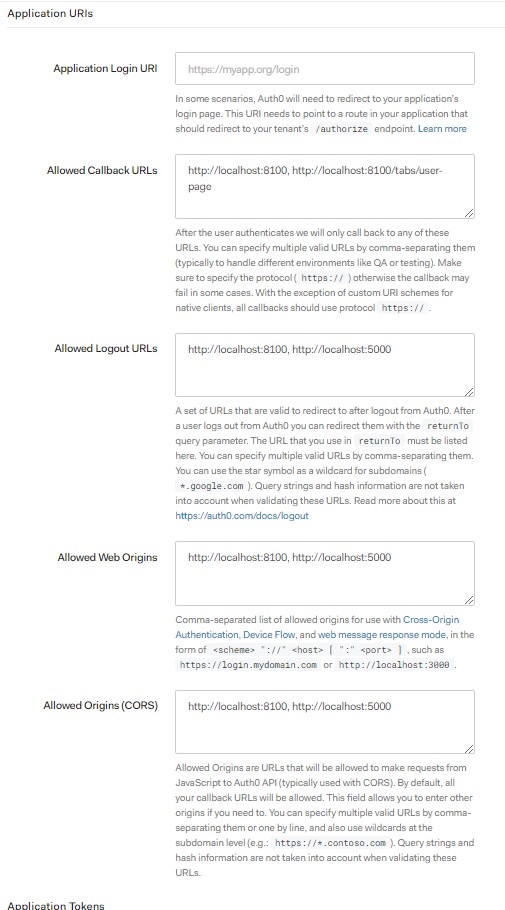 Application URIs
Application Login URI
https://myapp.org/login
In some scenarios, Auth0 will need to redirect to your application's
login page. This URI needs to point to a route in your application that
should redirect to your tenant's /authorize endpoint. Learn more
Allowed Callback URLs
http://localhost:8100, http://localhost:8100/tabs/user-
page
After the user authenticates we will only call back to any of these
URLs. You can specify multiple valid URLs by comma-separating them
(typically to handle different environments like QA or testing). Make
sure to specify the protocol ( https:// ) otherwise the callback may
fail in some cases. With the exception of custom URI schemes for
native clients, all callbacks should use protocol https:// .
Allowed Logout URLs
http://localhost:8100, http://localhost:5000
A set of URLs that are valid to redirect to after logout from Auth0. After
a user logs out from Auth0 you can redirect them with the returnTo
query parameter. The URL that you use in returnTo must be listed
here. You can specify multiple valid URLs by comma-separating them.
You can use the star symbol as a wildcard for subdomains (
*.google.com ). Query strings and hash information are not taken
into account when validating these URLs. Read more about this at
https://auth0.com/docs/logout
Allowed Web Origins
http://localhost:8100, http://localhost:5000
Comma-separated list of allowed origins for use with Cross-Origin
Authentication, Device Flow, and web message response mode, in the
form of <scheme> "://" <host> [ ":" <port> ] , such as
https://login.mydomain.com or http://localhost:3000 .
Allowed Origins (CORS)
http://localhost:8100, http://localhost:5000
Allowed Origins are URLs that will be allowed to make requests from
JavaScript to Auth0 API (typically used with CORS). By default, all
your callback URLs will be allowed. This field allows you to enter other
origins if you need to. You can specify multiple valid URLs by comma-
separating them or one by line, and also use wildcards at the
subdomain level (e.g.: https://*.contoso.com ). Query strings and
hash information are not taken into account when validating these
URLs.
Application Tokens